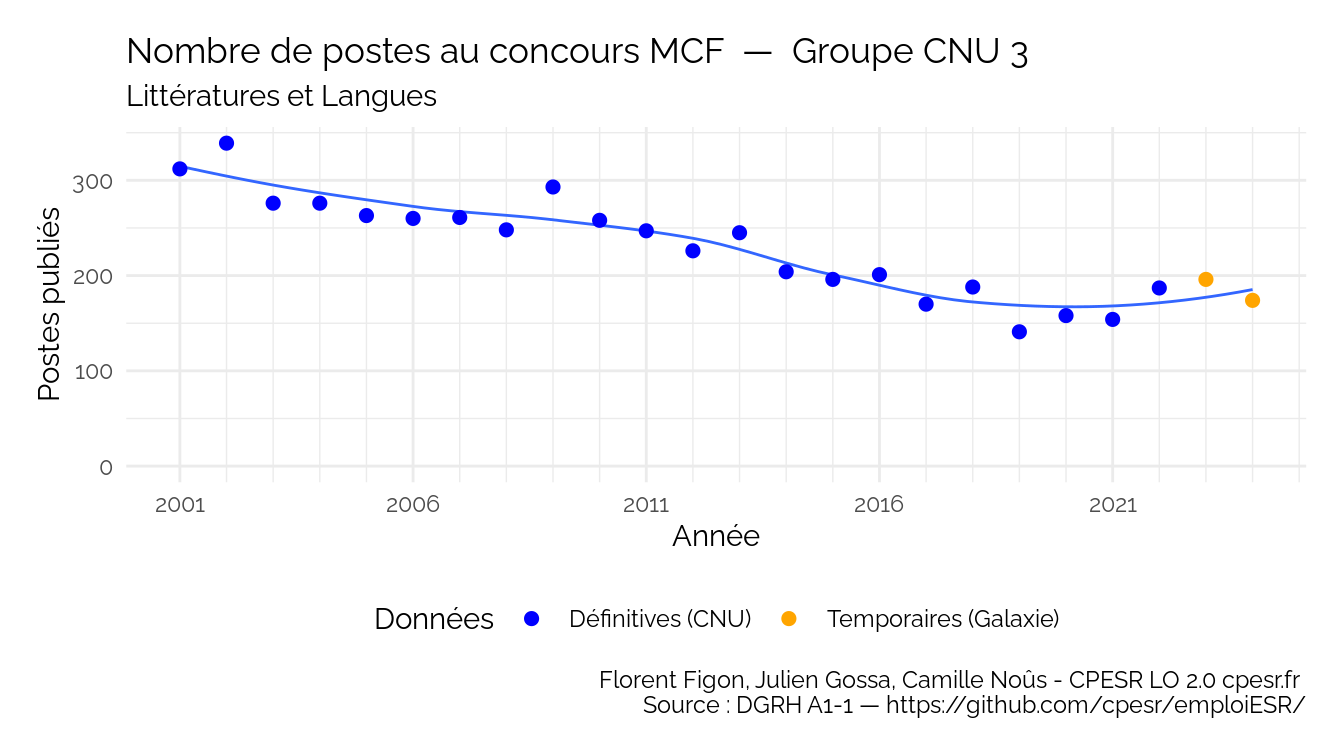 Nombre de postes au concours MCF — Groupe CNU 3
Littératures et Langues
Postes publiés
300
200
100
0
2001 2006 2011 2016 2021
Année
Données Définitives (CNU) Temporaires (Galaxie)
Florent Figon, Julien Gossa, Camille Noûs - CPESR LO 2.0 cpesr.fr
Source : DGRH A1-1 — https://github.com/cpesr/emploiESR/